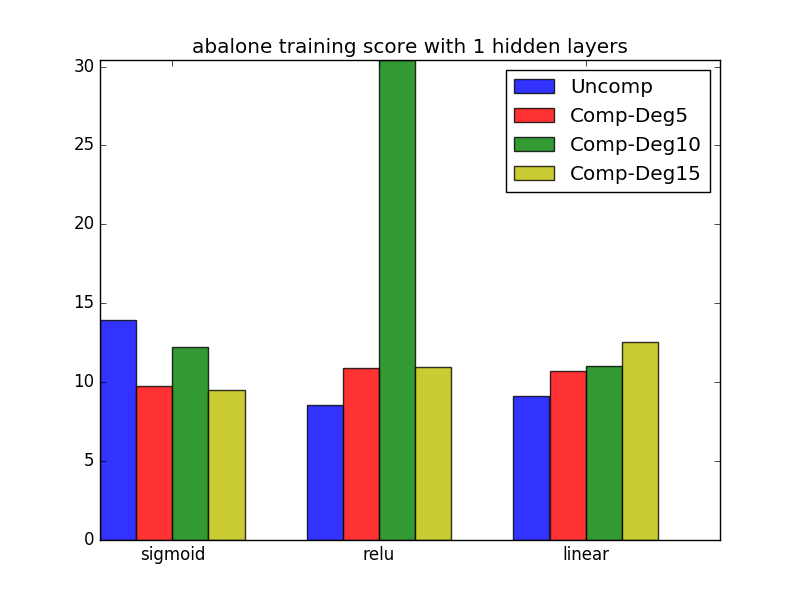 abalone training score with 1 hidden layers
30
25
20
15
10
5
0
Uncomp
Comp-Deg5
Comp-Deg10
Comp-Deg15
sigmoid relu linear